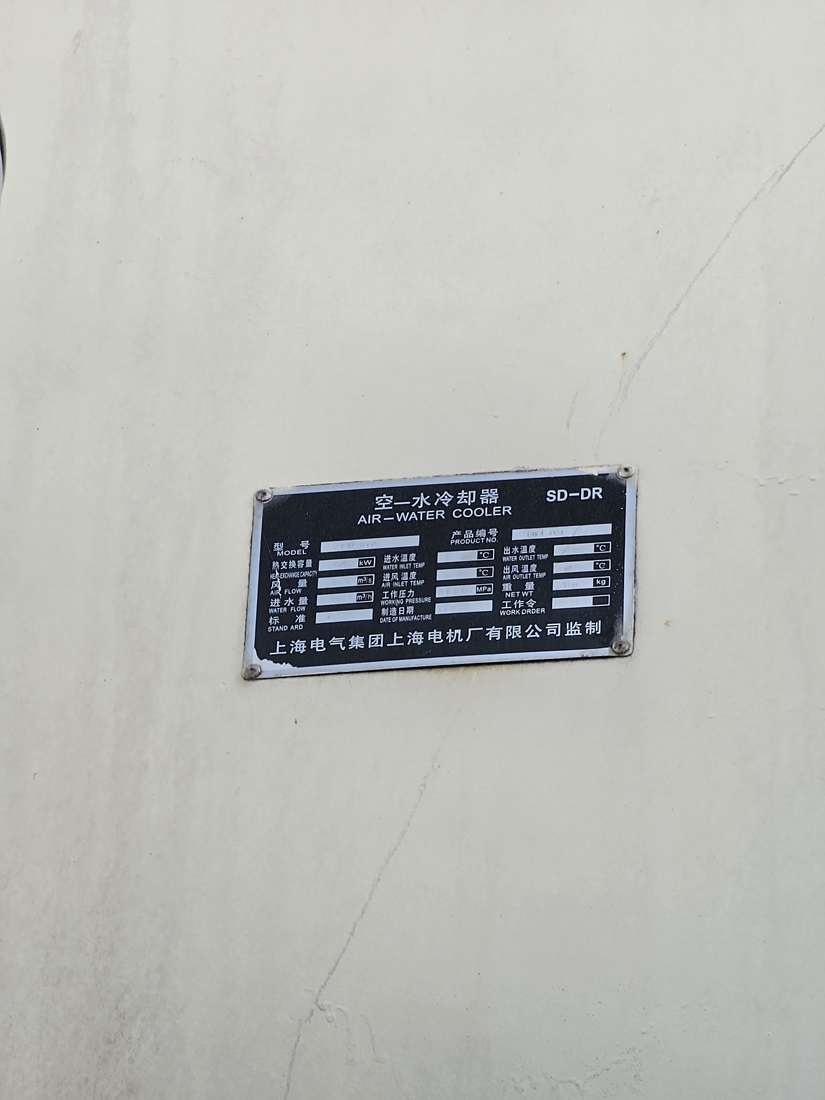 空—水冷却器 SD-DR
AIR-WATER COOLER
型 号 产品编号
MODEL PRODUCT NO.
热交换容量 kW 进水温度 ℃ 出水温度 ℃
HEAT-EXCHANGE CAPACITY WATER INLET TEMP WATER OUTLET TEMP
风 量 m³/s 进风温度 ℃ 出风温度 ℃
AIR FLOW AIR INLET TEMP AIR OUTLET TEMP
进水量 m³/h 工作压力 MPa 重 量 kg
WATER FLOW WORKING PRESSURE NET WT
标 准 制造日期 工作令
STAND ARD DATE OF MANUFACTURE WORK ORDER
上海电气集团上海电机厂有限公司监制